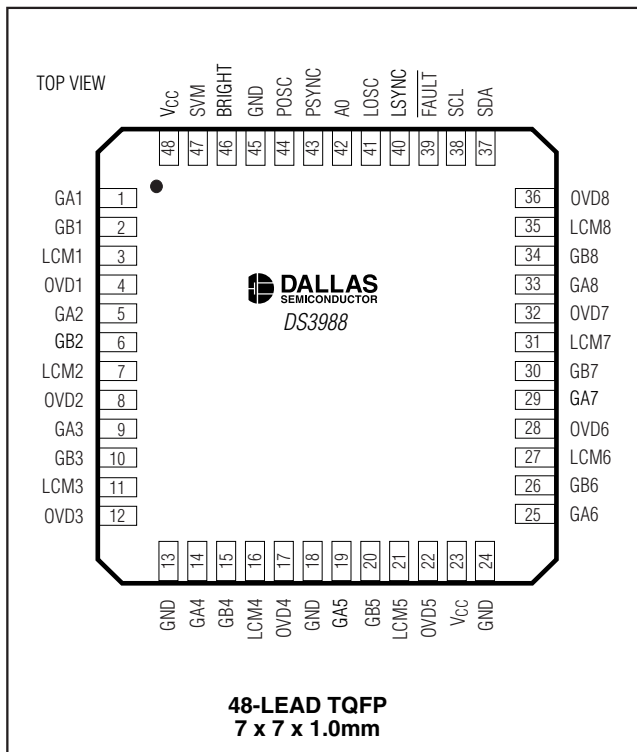 TOP VIEW
VCC
SVM
BRIGHT
GND
POSC
PSYNC
A0
LOSC
LSYNC
FAULT
SCL
SDA
48
47
46
45
44
43
42
41
40
39
38
37
GA1 1
GB1 2
LCM1 3
OVD1 4
GA2 5
GB2 6
LCM2 7
OVD2 8
GA3 9
GB3 10
LCM3 11
OVD3 12
DALLAS
SEMICONDUCTOR
DS3988
36 OVD8
35 LCM8
34 GB8
33 GA8
32 OVD7
31 LCM7
30 GB7
29 GA7
28 OVD6
27 LCM6
26 GB6
25 GA6
13
14
15
16
17
18
19
20
21
22
23
24
GND
GA4
GB4
LCM4
OVD4
GND
GA5
GB5
LCM5
OVD5
VCC
GND
48-LEAD TQFP
7 x 7 x 1.0mm